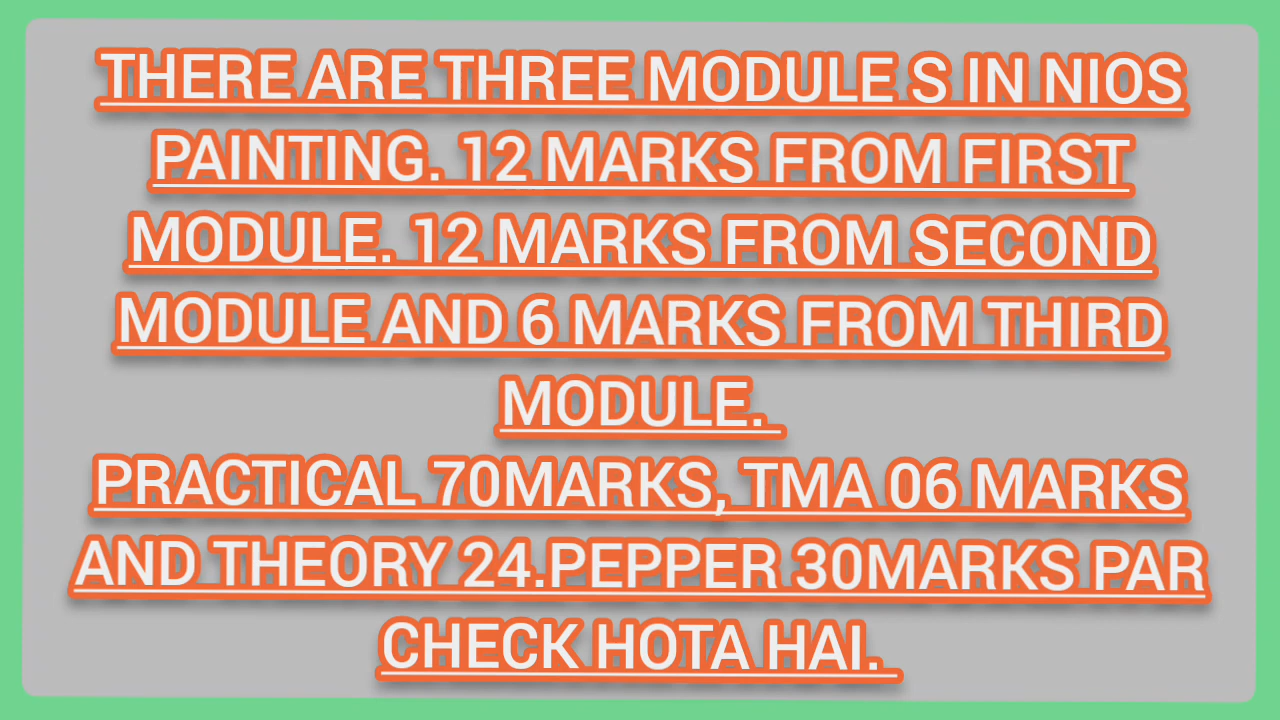 THERE ARE THREE MODULE S IN NIOS
PAINTING. 12 MARKS FROM FIRST
MODULE. 12 MARKS FROM SECOND
MODULE AND 6 MARKS FROM THIRD
MODULE.
PRACTICAL 70MARKS, TMA 06 MARKS
AND THEORY 24.PEPPER 30MARKS PAR
CHECK HOTA HAI.